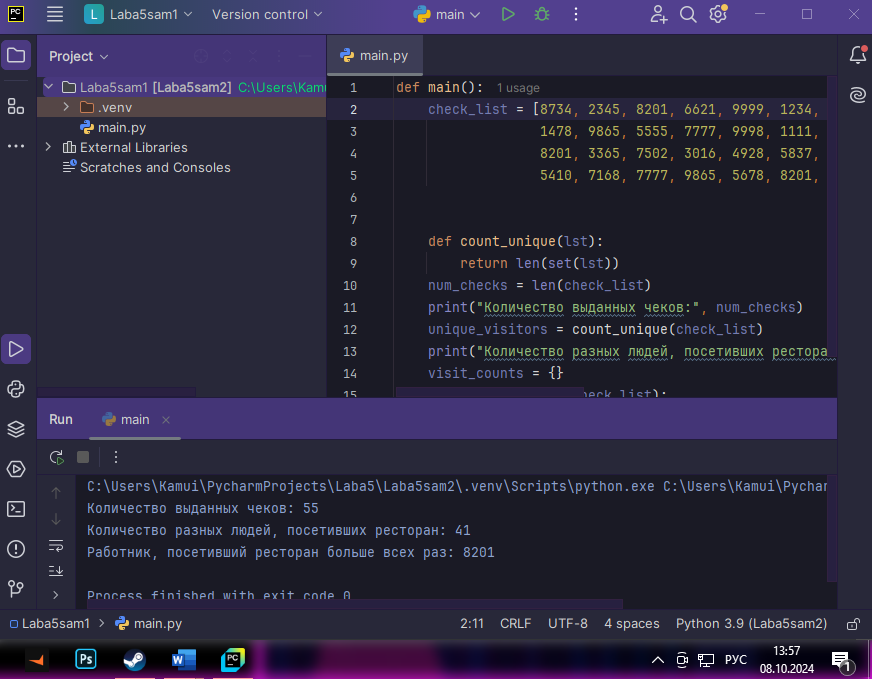 PC
L Laba5sam1 Version control main
Project
main.py
Laba5sam1 [Laba5sam2] C:\Users\Kamu
.venv
main.py
External Libraries
Scratches and Consoles
1 def main(): 1 usage
2 check_list = [8734, 2345, 8201, 6621, 9999, 1234,
3 1478, 9865, 5555, 7777, 9998, 1111,
4 8201, 3365, 7502, 3016, 4928, 5837,
5 5410, 7168, 7777, 9865, 5678, 8201,
6
7
8 def count_unique(lst):
9 return len(set(lst))
10 num_checks = len(check_list)
11 print("Количество выданных чеков:", num_checks)
12 unique_visitors = count_unique(check_list)
13 print("Количество разных людей, посетивших рестора
14 visit_counts = {}
15 heck_list):
Run main
C:\Users\Kamui\PycharmProjects\Laba5\Laba5sam2\.venv\Scripts\python.exe C:\Users\Kamui\Pychar
Количество выданных чеков: 55
Количество разных людей, посетивших ресторан: 41
Работник, посетивший ресторан больше всех раз: 8201
Process finished with exit code 0
Laba5sam1 > main.py 2:11 CRLF UTF-8 4 spaces Python 3.9 (Laba5sam2)
Ps W PC РУС 13:57
08.10.2024 1